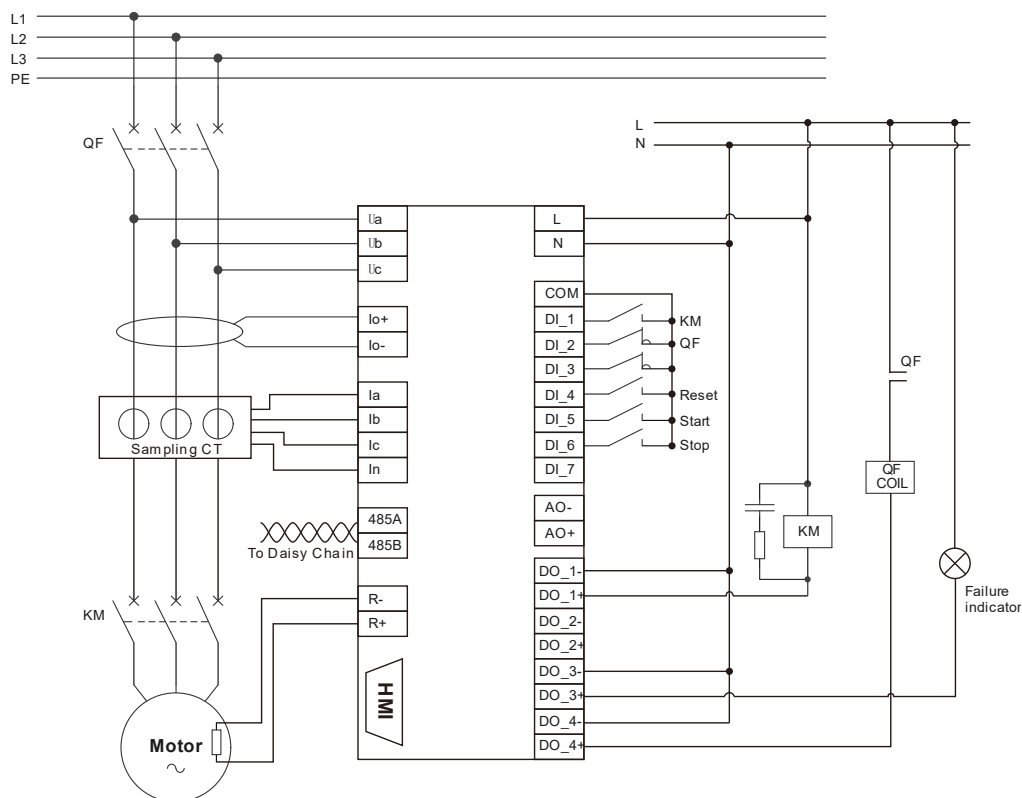 L1
L2
L3
PE
QF
L
N
Ua
Ub
Uc
Io+
Io-
Ia
Ib
Ic
In
Sampling CT
485A
485B
To Daisy Chain
R-
R+
HMI
KM
Motor
L
N
COM
DI_1
DI_2
DI_3
DI_4
DI_5
DI_6
DI_7
KM
QF
Reset
Start
Stop
AO-
AO+
DO_1-
DO_1+
DO_2-
DO_2+
DO_3-
DO_3+
DO_4-
DO_4+
KM
QF
QF
COIL
Failure
indicator